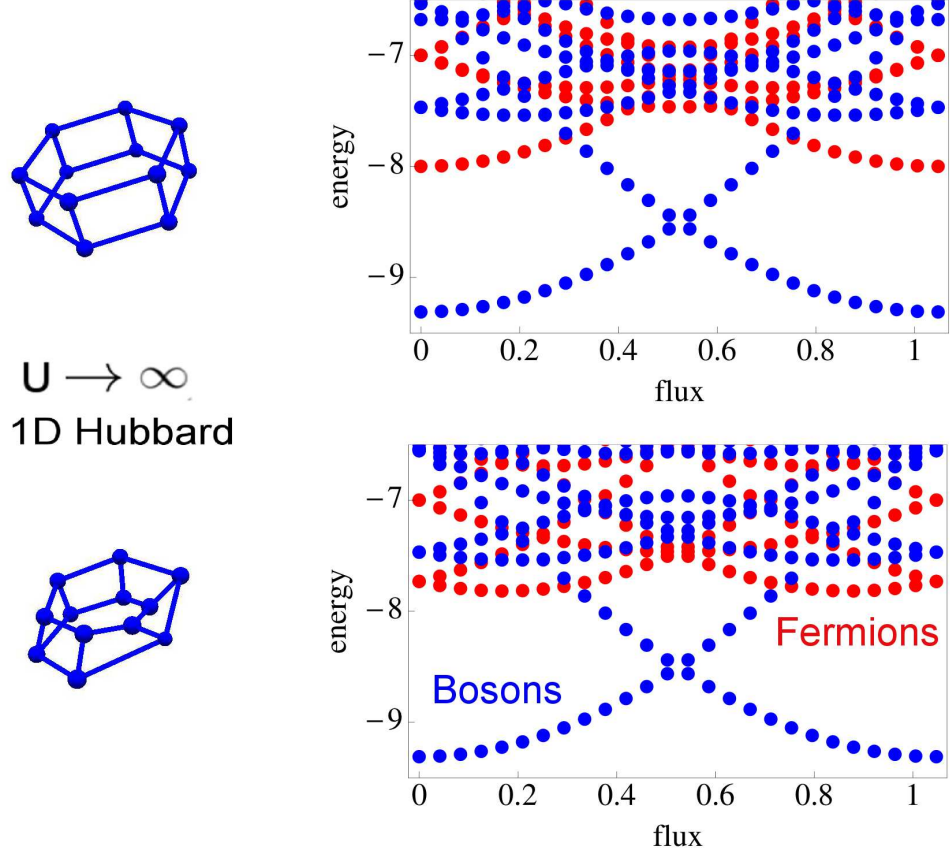 energy
−7
−8
−9
0
0.2
0.4
0.6
0.8
1
flux
U → ∞
1D Hubbard
energy
−7
−8
−9
Fermions
Bosons
0
0.2
0.4
0.6
0.8
1
flux